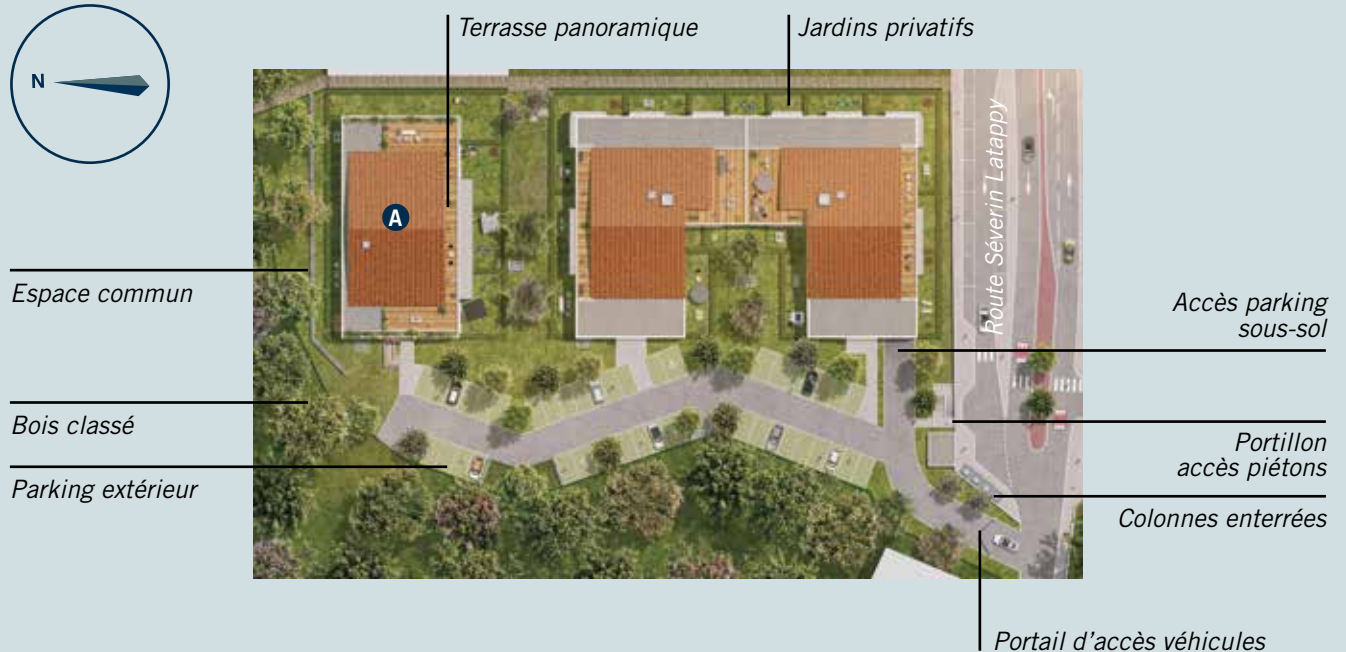 Terrasse panoramique
Jardins privatifs
N
Route Séverin Latappy
A
Espace commun
Accès parking
sous-sol
Bois classé
Portillon
accès piétons
Parking extérieur
Colonnes enterrées
Portail d'accès véhicules